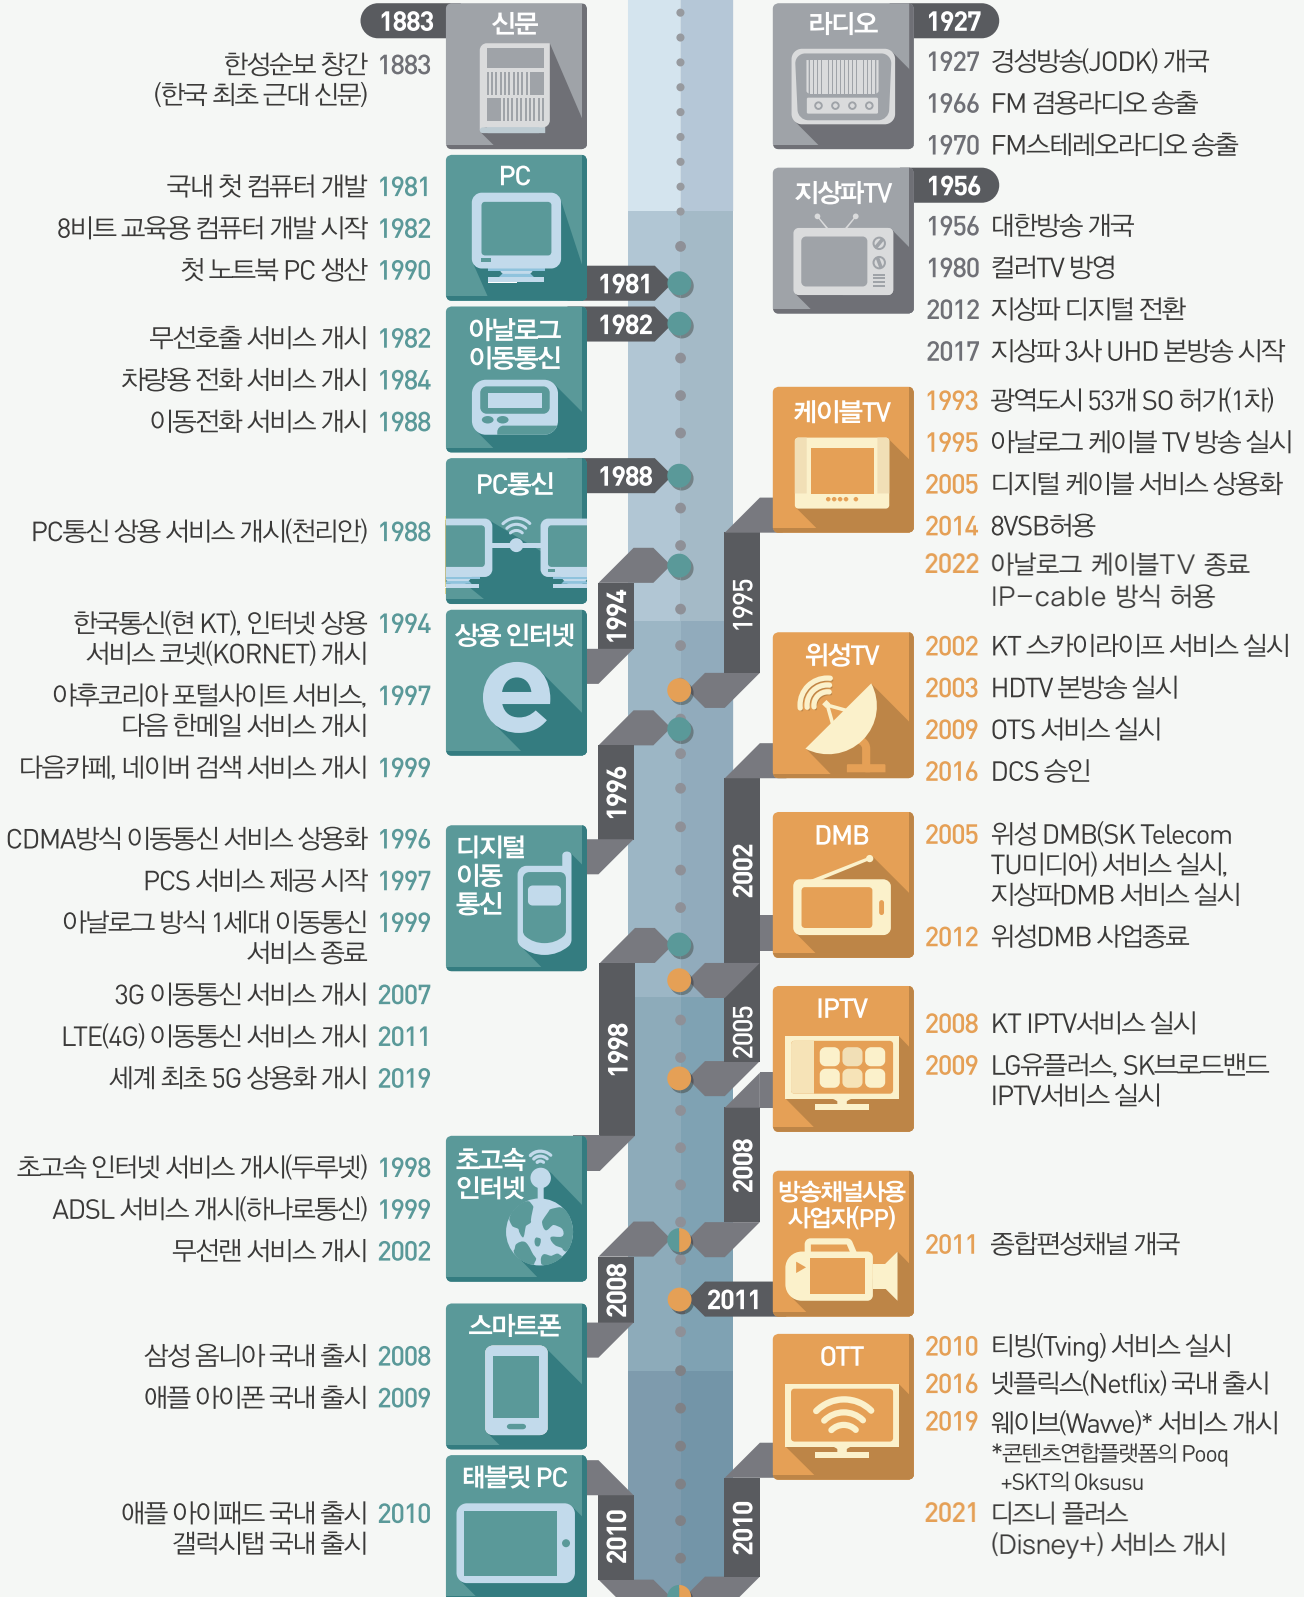 1883
신문
한성순보 창간 1883
(한국 최초 근대 신문)
PC
국내 첫 컴퓨터 개발 1981
8비트 교육용 컴퓨터 개발 시작 1982
첫 노트북 PC 생산 1990
1981
아날로그
이동통신
1982
무선호출 서비스 개시 1982
차량용 전화 서비스 개시 1984
이동전화 서비스 개시 1988
PC통신
1988
PC통신 상용 서비스 개시(천리안) 1988
1994
상용 인터넷
한국통신(현 KT), 인터넷 상용 1994
서비스 코넷(KORNET) 개시
야후코리아 포털사이트 서비스, 1997
다음 한메일 서비스 개시
다음카페, 네이버 검색 서비스 개시 1999
1996
디지털
이동
통신
CDMA방식 이동통신 서비스 상용화 1996
PCS 서비스 제공 시작 1997
아날로그 방식 1세대 이동통신 1999
서비스 종료
3G 이동통신 서비스 개시 2007
LTE(4G) 이동통신 서비스 개시 2011
세계 최초 5G 상용화 개시 2019
1998
초고속
인터넷
초고속 인터넷 서비스 개시(두루넷) 1998
ADSL 서비스 개시(하나로통신) 1999
무선랜 서비스 개시 2002
2008
스마트폰
삼성 옴니아 국내 출시 2008
애플 아이폰 국내 출시 2009
태블릿 PC
애플 아이패드 국내 출시 2010
갤럭시탭 국내 출시
2010
라디오
1927
1927 경성방송(JODK) 개국
1966 FM 겸용라디오 송출
1970 FM스테레오라디오 송출
지상파TV
1956
1956 대한방송 개국
1980 컬러TV 방영
2012 지상파 디지털 전환
2017 지상파 3사 UHD 본방송 시작
케이블TV
1993 광역도시 53개 SO 허가(1차)
1995 아날로그 케이블 TV 방송 실시
2005 디지털 케이블 서비스 상용화
2014 8VSB허용
2022 아날로그 케이블TV 종료
IP-cable 방식 허용
1995
위성TV
2002 KT 스카이라이프 서비스 실시
2003 HDTV 본방송 실시
2009 OTS 서비스 실시
2016 DCS 승인
2002
DMB
2005 위성 DMB(SK Telecom
TU미디어) 서비스 실시,
지상파DMB 서비스 실시
2012 위성DMB 사업종료
2005
IPTV
2008 KT IPTV서비스 실시
2009 LG유플러스, SK브로드밴드
IPTV서비스 실시
2008
방송채널사용
사업자(PP)
2011 종합편성채널 개국
2011
OTT
2010 티빙(Tving) 서비스 실시
2016 넷플릭스(Netflix) 국내 출시
2019 웨이브(Wavve)* 서비스 개시
*콘텐츠연합플랫폼의 Pooq
+SKT의 Oksusu
2021 디즈니 플러스
(Disney+) 서비스 개시
2010